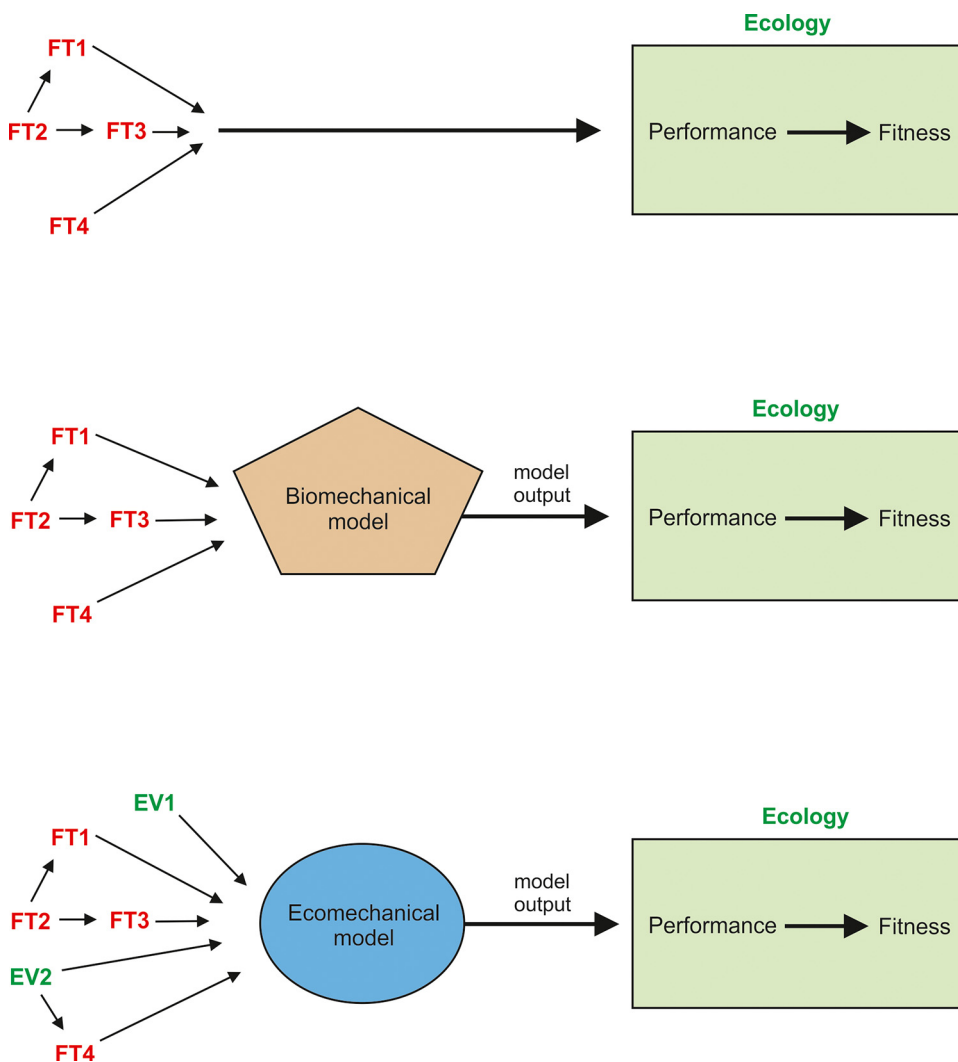 Ecology
FT1
FT2
FT3
FT4
Performance
Fitness
Ecology
FT1
FT2
FT3
FT4
Biomechanical
model
model
output
Performance
Fitness
EV1
FT1
FT2
FT3
EV2
FT4
Ecomechanical
model
model
output
Ecology
Performance
Fitness